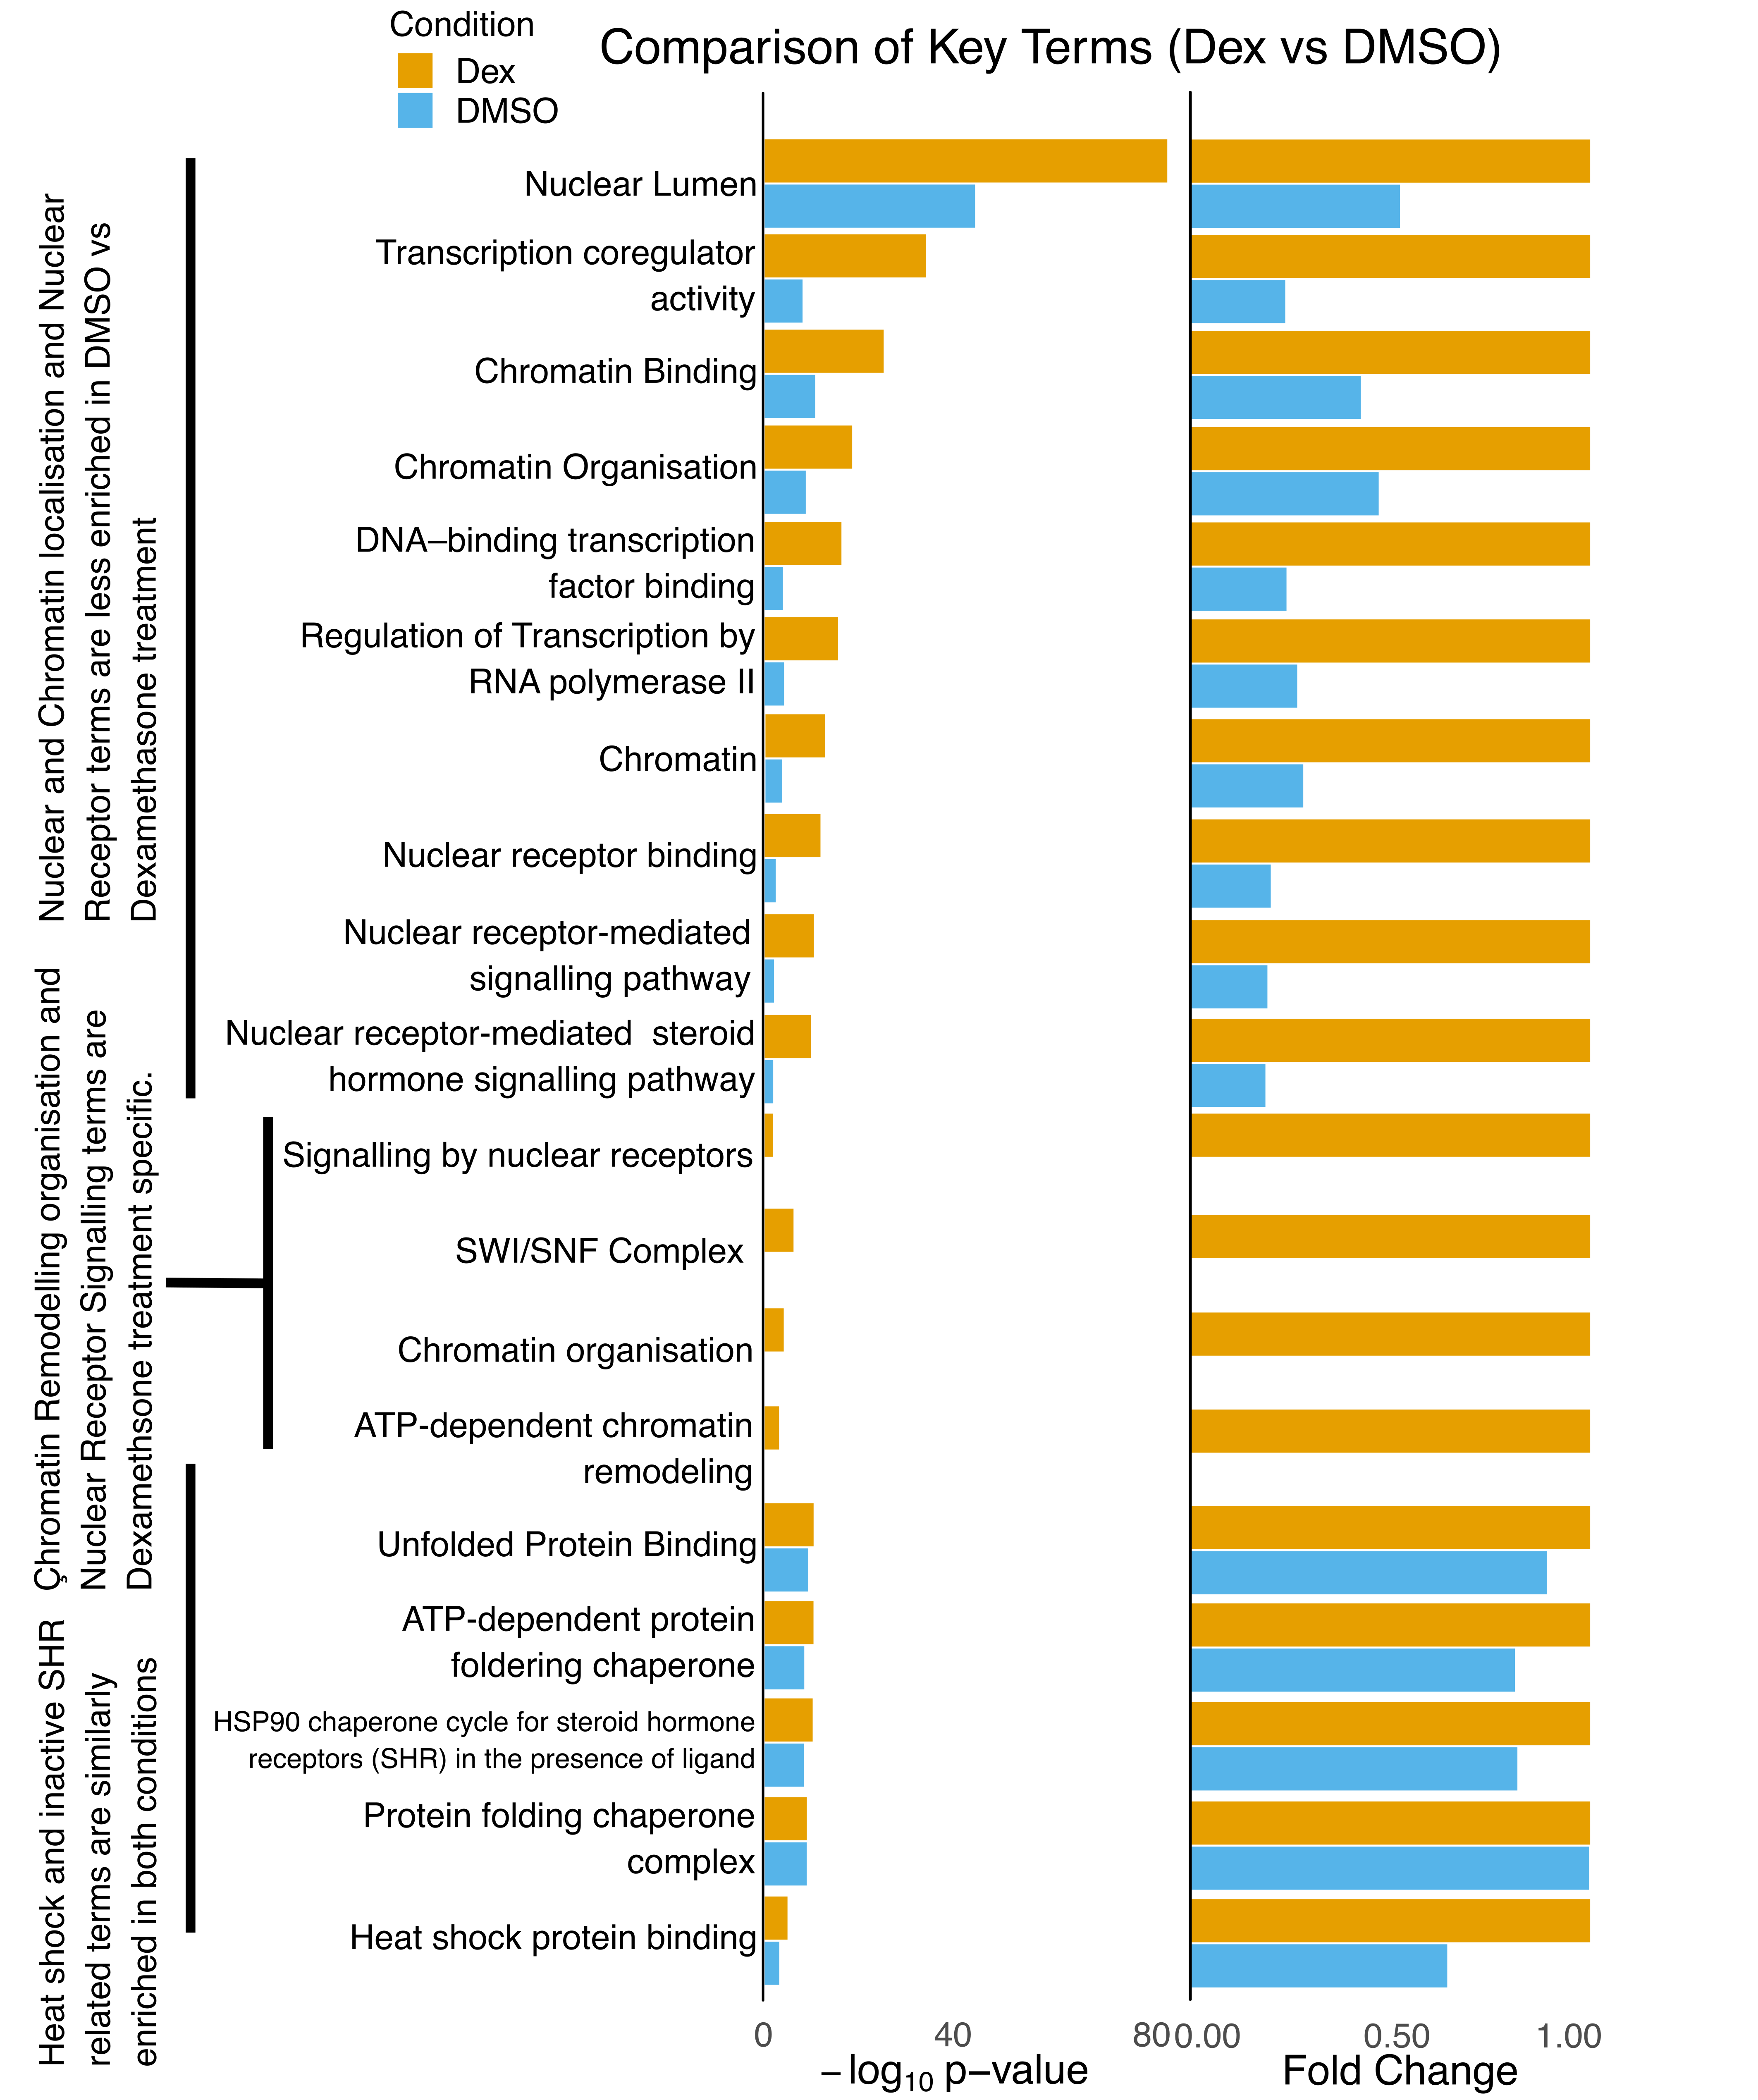 Condition
Dex
DMSO
Comparison of Key Terms (Dex vs DMSO)
Nuclear and Chromatin localisation and Nuclear
Receptor terms are less enriched in DMSO vs
Dexamethasone treatment
Çhromatin Remodelling organisation and
Nuclear Receptor Signalling terms are
Dexamethsone treatment specific.
Heat shock and inactive SHR
related terms are similarly
enriched in both conditions
Nuclear Lumen
Transcription coregulator
activity
Chromatin Binding
Chromatin Organisation
DNA–binding transcription
factor binding
Regulation of Transcription by
RNA polymerase II
Chromatin
Nuclear receptor binding
Nuclear receptor-mediated
signalling pathway
Nuclear receptor-mediated steroid
hormone signalling pathway
Signalling by nuclear receptors
SWI/SNF Complex
Chromatin organisation
ATP-dependent chromatin
remodeling
Unfolded Protein Binding
ATP-dependent protein
foldering chaperone
HSP90 chaperone cycle for steroid hormone
receptors (SHR) in the presence of ligand
Protein folding chaperone
complex
Heat shock protein binding
0 40 80
−log10 p−value
0.00 0.50 1.00
Fold Change